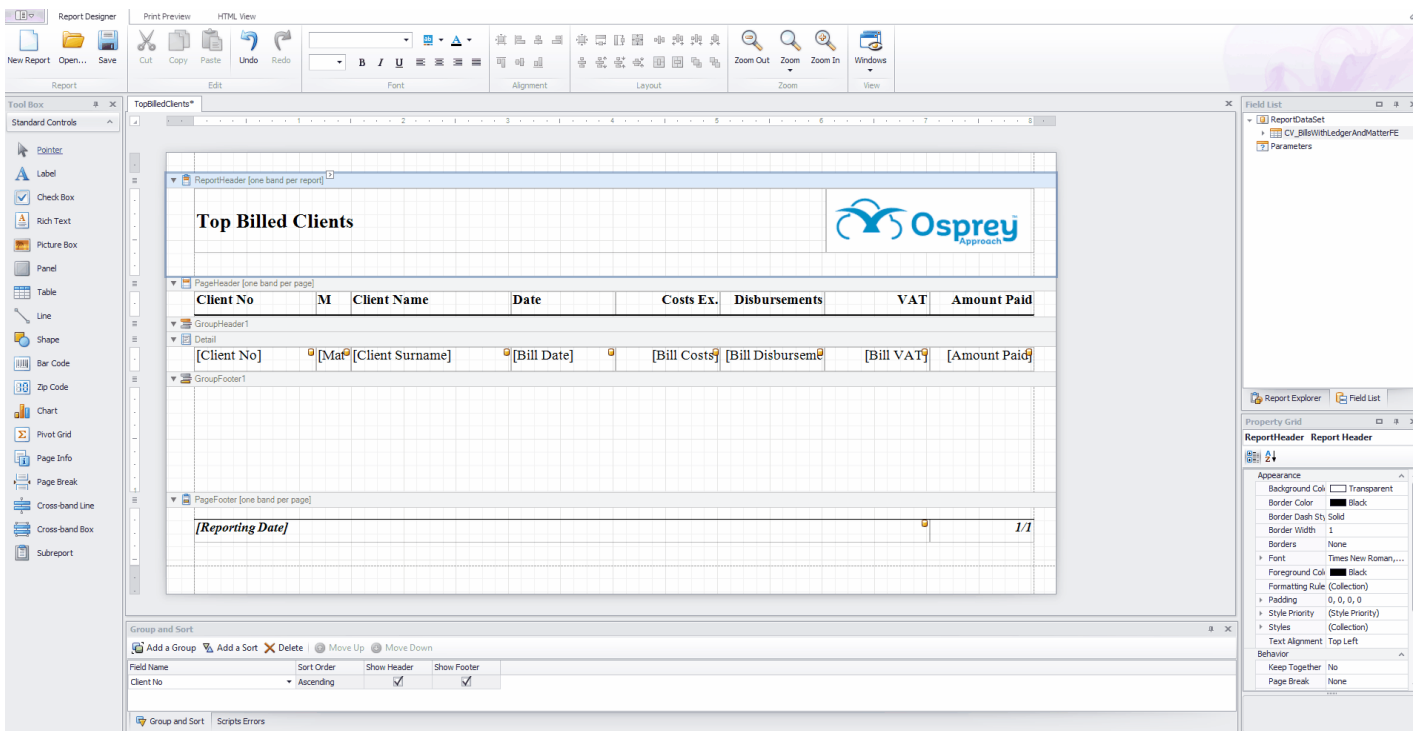 Report Designer Print Preview HTML View
New Report Open... Save Cut Copy Paste Undo Redo B I U Zoom Out Zoom Zoom In Windows
Report Edit Font Alignment Layout Zoom View
Tool Box
Standard Controls
Pointer
Label
Check Box
Rich Text
Picture Box
Panel
Table
Line
Shape
Bar Code
Zip Code
Chart
Pivot Grid
Page Info
Page Break
Cross-band Line
Cross-band Box
Subreport
TopBilledClients*
1 2 3 4 5 6 7 8
ReportHeader [one band per report]
Top Billed Clients
Osprey
Approach
PageHeader [one band per page]
Client No M Client Name Date Costs Ex. Disbursements VAT Amount Paid
GroupHeader1
Detail
[Client No] [Mat [Client Surname] [Bill Date] [Bill Costs] [Bill Disburseme [Bill VAT] [Amount Paid]
GroupFooter1
1
PageFooter [one band per page]
[Reporting Date] 1/1
Group and Sort
Add a Group Add a Sort Delete Move Up Move Down
Field Name Sort Order Show Header Show Footer
Client No Ascending
Group and Sort Scripts Errors
Field List
ReportDataSet
CV_BillsWithLedgerAndMatterFE
Parameters
Report Explorer Field List
Property Grid
ReportHeader Report Header
Appearance
Background Col Transparent
Border Color Black
Border Dash Sty Solid
Border Width 1
Borders None
Font Times New Roman,...
Foreground Col Black
Formatting Rule (Collection)
Padding 0, 0, 0, 0
Style Priority (Style Priority)
Styles (Collection)
Text Alignment Top Left
Behavior
Keep Together No
Page Break None